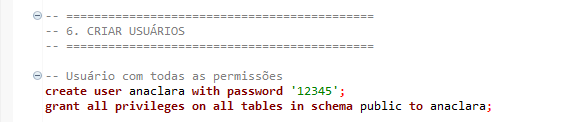 -- ==============================================
-- 6. CRIAR USUÁRIOS
-- ==============================================
-- Usuário com todas as permissões
create user anaclara with password '12345';
grant all privileges on all tables in schema public to anaclara;